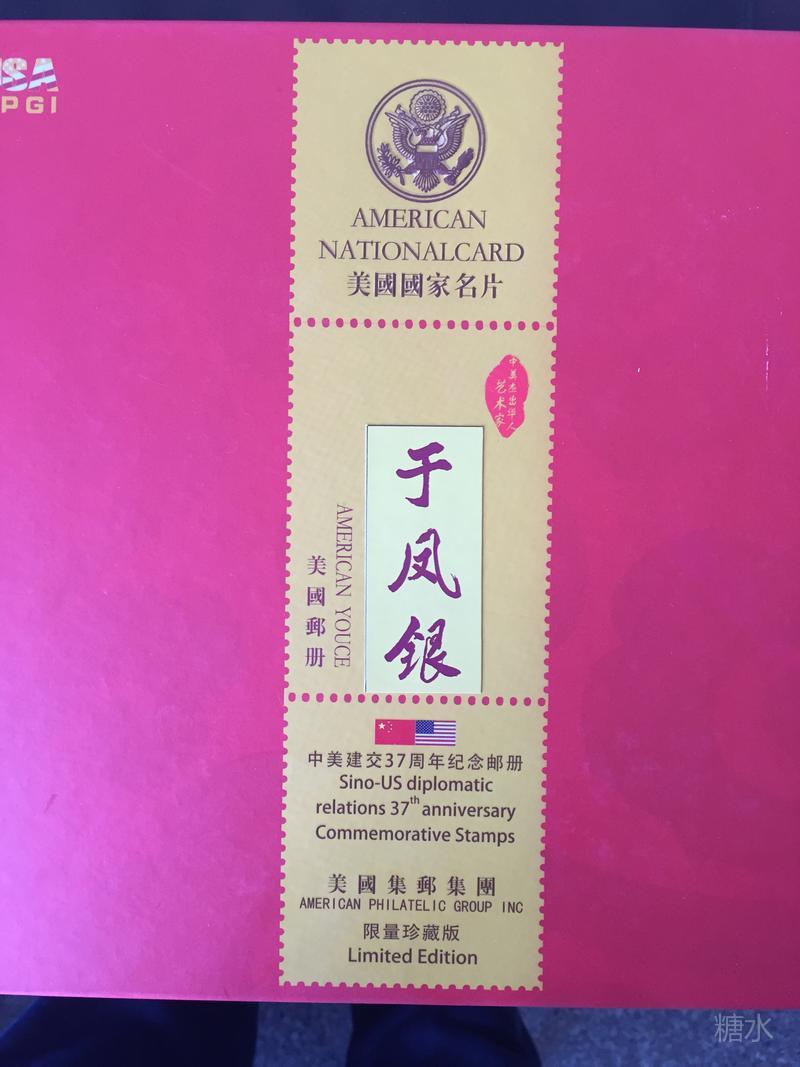 USA
PGI
AMERICAN
NATIONALCARD
美國國家名片
中美杰出华人
艺术家
于凤银
AMERICAN YOUCE
美國郵册
中美建交37周年纪念邮册
Sino-US diplomatic
relations 37th anniversary
Commemorative Stamps
美國集郵集團
AMERICAN PHILATELIC GROUP INC
限量珍藏版
Limited Edition
糖水